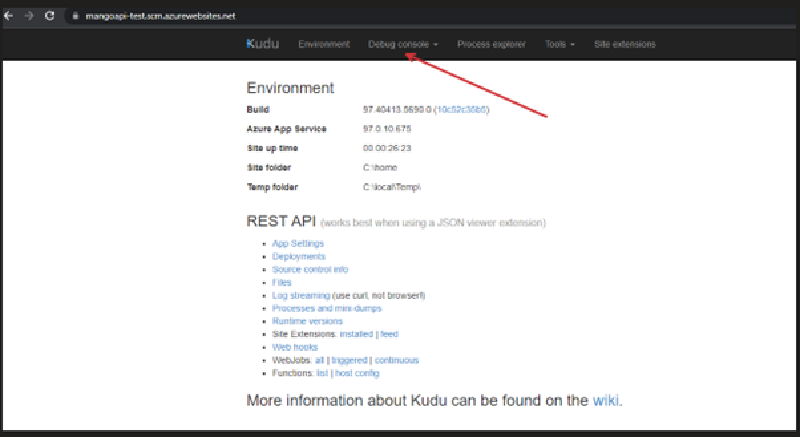 mangoapi-test.scm.azurewebsites.net
Kudu Environment Debug console Process explorer Tools Site extensions
Environment
Build 97.40413.5690.0
Azure App Service 97.0.10.675
Site up time 00:00:26:23
Site folder C:\home
Temp folder C:\local\Temp\
REST API (works best when using a JSON viewer extension)
App Settings
Deployments
Source control info
Files
Log streaming (use curl, not browser!)
Processes and mini-dumps
Runtime versions
Site Extensions: installed | feed
Web hooks
WebJobs: all | triggered | continuous
Functions: list | host config
More information about Kudu can be found on the wiki.